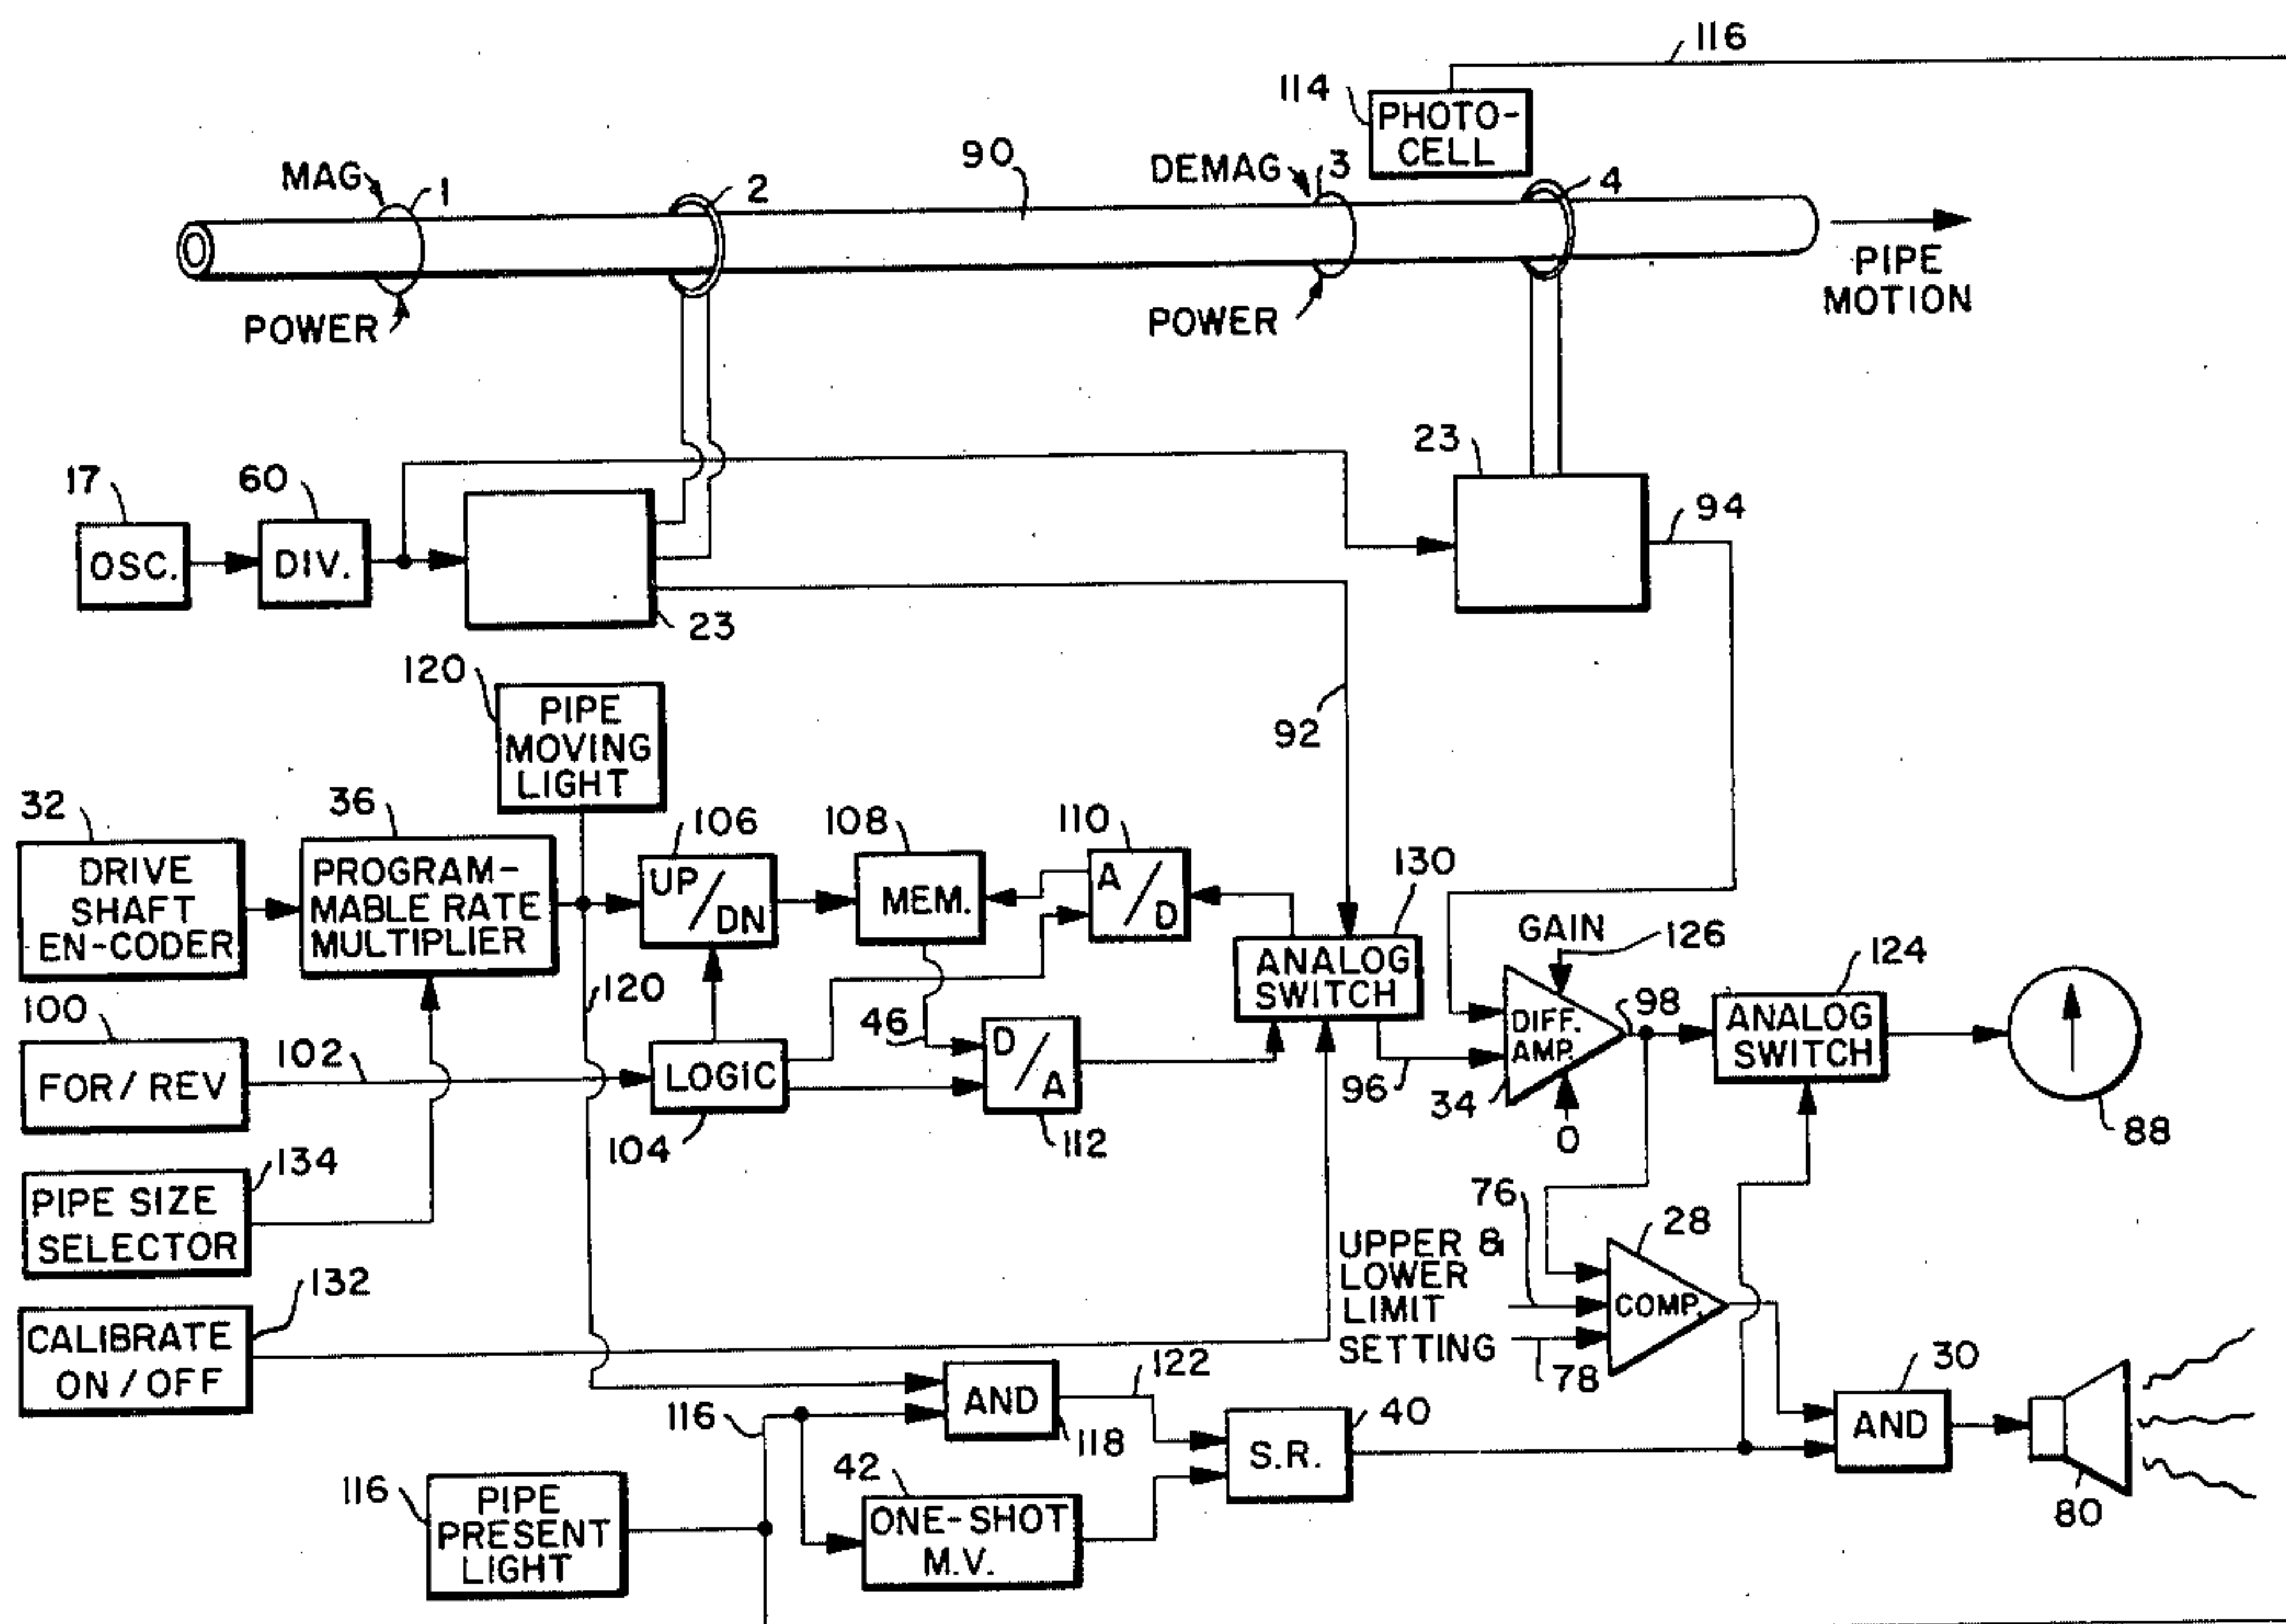 116
114
PHOTO-
CELL
MAG
1
2
90
DEMAG
3
4
POWER
POWER
PIPE
MOTION
17
60
23
94
OSC.
DIV.
23
120
PIPE
MOVING
LIGHT
92
32
36
106
108
110
130
DRIVE
SHAFT
EN-CODER
PROGRAM-
MABLE RATE
MULTIPLIER
UP
/
DN
MEM.
A
/
D
ANALOG
SWITCH
GAIN
126
124
98
DIFF.
AMP.
ANALOG
SWITCH
100
120
46
FOR/REV
102
LOGIC
D
/
A
96
34
0
88
104
112
134
PIPE SIZE
SELECTOR
76
28
UPPER &
LOWER
LIMIT
SETTING
COMP.
78
132
CALIBRATE
ON/OFF
122
30
116
AND
118
40
AND
S.R.
42
116
PIPE
PRESENT
LIGHT
ONE-SHOT
M.V.
80